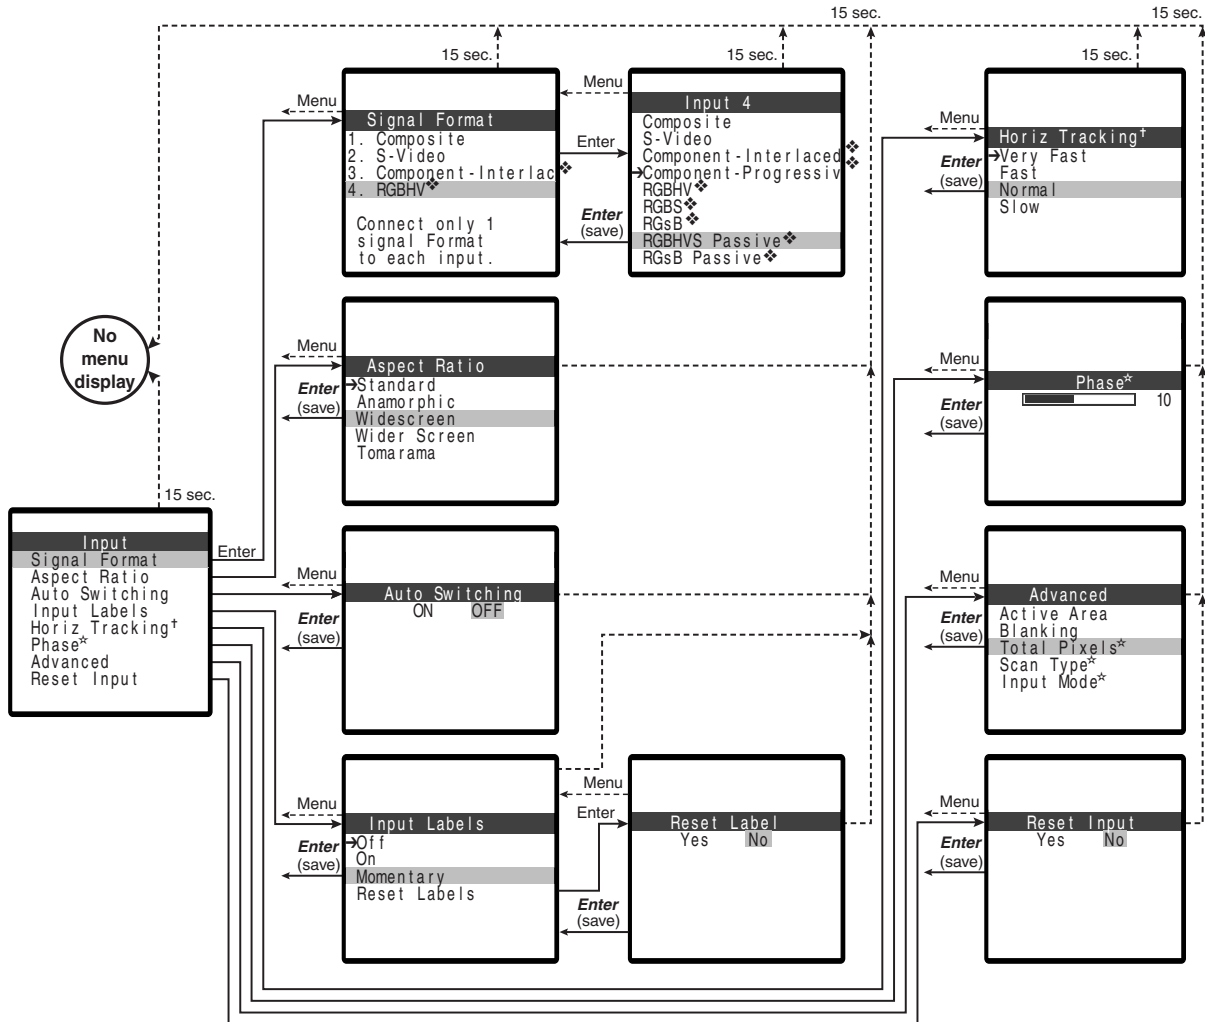 15 sec.
15 sec.
15 sec.
15 sec.
15 sec.
Menu
Signal Format
1. Composite
2. S-Video
3. Component-Interlac❖
4. RGBHV❖
Connect only 1
signal Format
to each input.
Enter
Enter
(save)
Menu
Input 4
Composite
S-Video
Component-Interlaced❖
➔Component-Progressiv❖
RGBHV❖
RGBS❖
RGsB❖
RGBHVS Passive❖
RGsB Passive❖
Menu
Enter
(save)
Horiz Tracking†
➔Very Fast
Fast
Normal
Slow
No
menu
display
Menu
Enter
(save)
Aspect Ratio
➔Standard
Anamorphic
Widescreen
Wider Screen
Tomarama
Menu
Enter
(save)
Phase☆
10
15 sec.
Input
Signal Format
Aspect Ratio
Auto Switching
Input Labels
Horiz Tracking†
Phase☆
Advanced
Reset Input
Enter
Menu
Enter
(save)
Auto Switching
ON OFF
Menu
Enter
(save)
Advanced
Active Area
Blanking
Total Pixels☆
Scan Type☆
Input Mode☆
Menu
Enter
(save)
Input Labels
➔Off
On
Momentary
Reset Labels
Menu
Enter
Enter
(save)
Reset Label
Yes No
Menu
Enter
(save)
Reset Input
Yes No